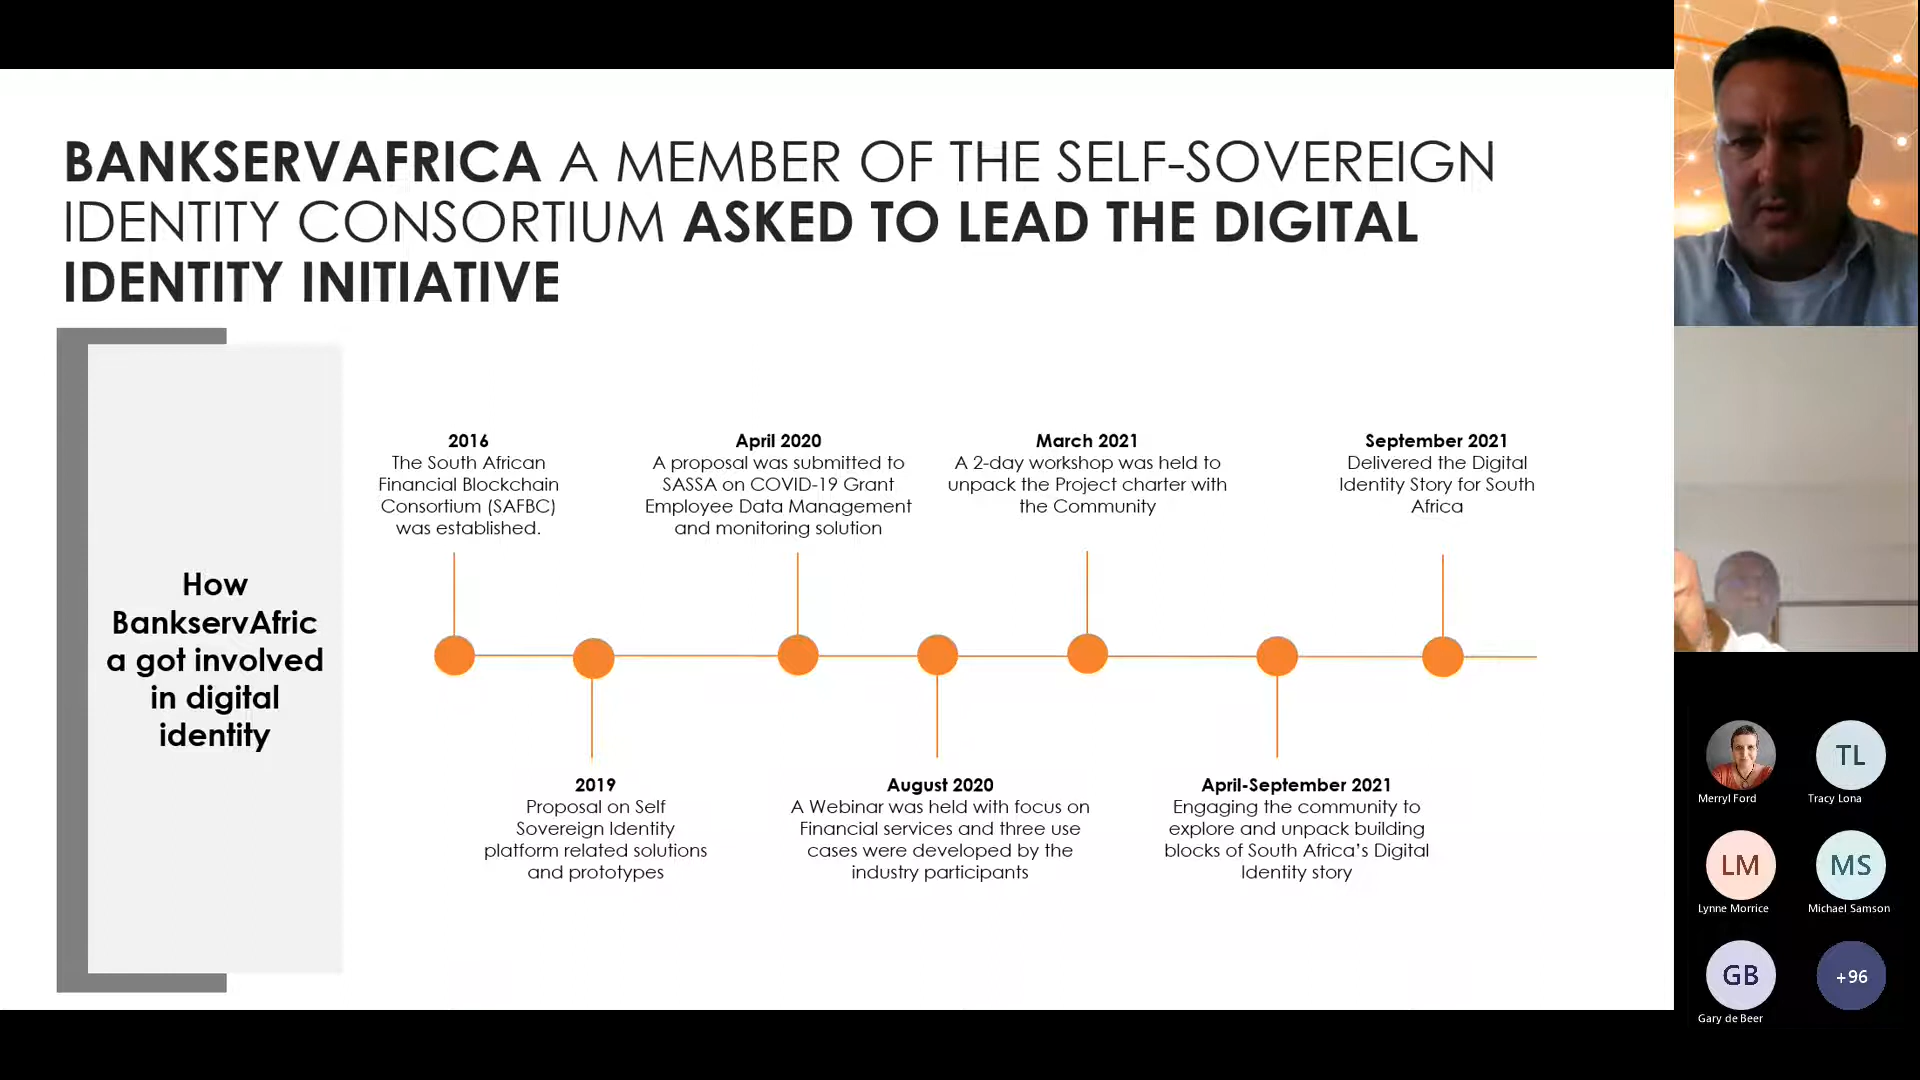 BANKSERVAFRICA A MEMBER OF THE SELF-SOVEREIGN
IDENTITY CONSORTIUM ASKED TO LEAD THE DIGITAL
IDENTITY INITIATIVE
How
BankservAfric
a got involved
in digital
identity
2016
The South African
Financial Blockchain
Consortium (SAFBC)
was established.
April 2020
A proposal was submitted to
SASSA on COVID-19 Grant
Employee Data Management
and monitoring solution
March 2021
A 2-day workshop was held to
unpack the Project charter with
the Community
September 2021
Delivered the Digital
Identity Story for South
Africa
2019
Proposal on Self
Sovereign Identity
platform related solutions
and prototypes
August 2020
A Webinar was held with focus on
Financial services and three use
cases were developed by the
industry participants
April-September 2021
Engaging the community to
explore and unpack building
blocks of South Africa’s Digital
Identity story
Merryl Ford
TL
Tracy Lona
LM
Lynne Morrice
MS
Michael Samson
GB
Gary de Beer
+96